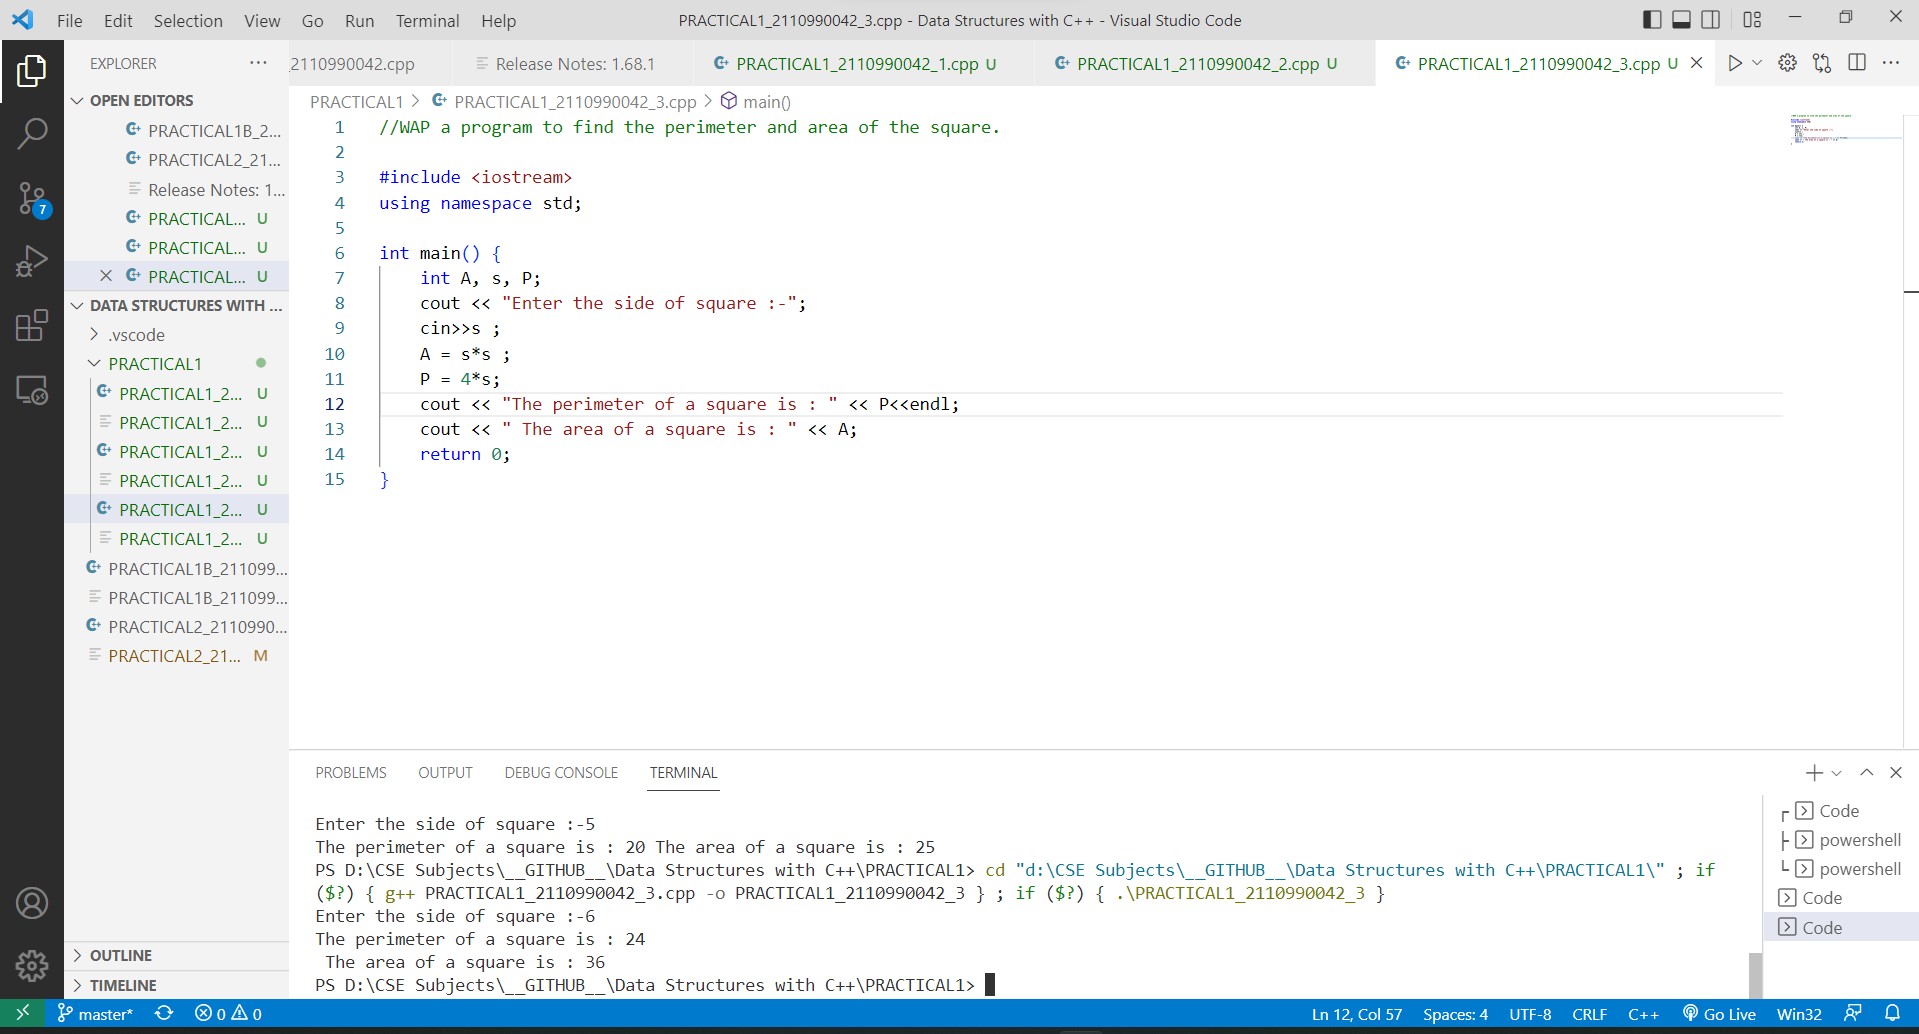 File Edit Selection View Go Run Terminal Help PRACTICAL1_2110990042_3.cpp - Data Structures with C++ - Visual Studio Code
EXPLORER ···
_2110990042.cpp Release Notes: 1.68.1 PRACTICAL1_2110990042_1.cpp U PRACTICAL1_2110990042_2.cpp U PRACTICAL1_2110990042_3.cpp U
OPEN EDITORS
PRACTICAL1B_2...
PRACTICAL2_21...
Release Notes: 1...
PRACTICAL... U
PRACTICAL... U
PRACTICAL... U
DATA STRUCTURES WITH ...
.vscode
PRACTICAL1
PRACTICAL1_2... U
PRACTICAL1_2... U
PRACTICAL1_2... U
PRACTICAL1_2... U
PRACTICAL1_2... U
PRACTICAL1_2... U
PRACTICAL1B_211099...
PRACTICAL1B_211099...
PRACTICAL2_2110990...
PRACTICAL2_21... M
OUTLINE
TIMELINE
7
PRACTICAL1 > PRACTICAL1_2110990042_3.cpp > main()
1 //WAP a program to find the perimeter and area of the square.
2
3 #include <iostream>
4 using namespace std;
5
6 int main() {
7 int A, s, P;
8 cout << "Enter the side of square :-";
9 cin>>s ;
10 A = s*s ;
11 P = 4*s;
12 cout << "The perimeter of a square is : " << P<<endl;
13 cout << " The area of a square is : " << A;
14 return 0;
15 }
PROBLEMS OUTPUT DEBUG CONSOLE TERMINAL
Enter the side of square :-5
The perimeter of a square is : 20 The area of a square is : 25
PS D:\CSE Subjects\__GITHUB__\Data Structures with C++\PRACTICAL1> cd "d:\CSE Subjects\__GITHUB__\Data Structures with C++\PRACTICAL1\" ; if
($?) { g++ PRACTICAL1_2110990042_3.cpp -o PRACTICAL1_2110990042_3 } ; if ($?) { .\PRACTICAL1_2110990042_3 }
Enter the side of square :-6
The perimeter of a square is : 24
The area of a square is : 36
PS D:\CSE Subjects\__GITHUB__\Data Structures with C++\PRACTICAL1>
Code
powershell
powershell
Code
Code
master* 0 0 Ln 12, Col 57 Spaces: 4 UTF-8 CRLF C++ Go Live Win32